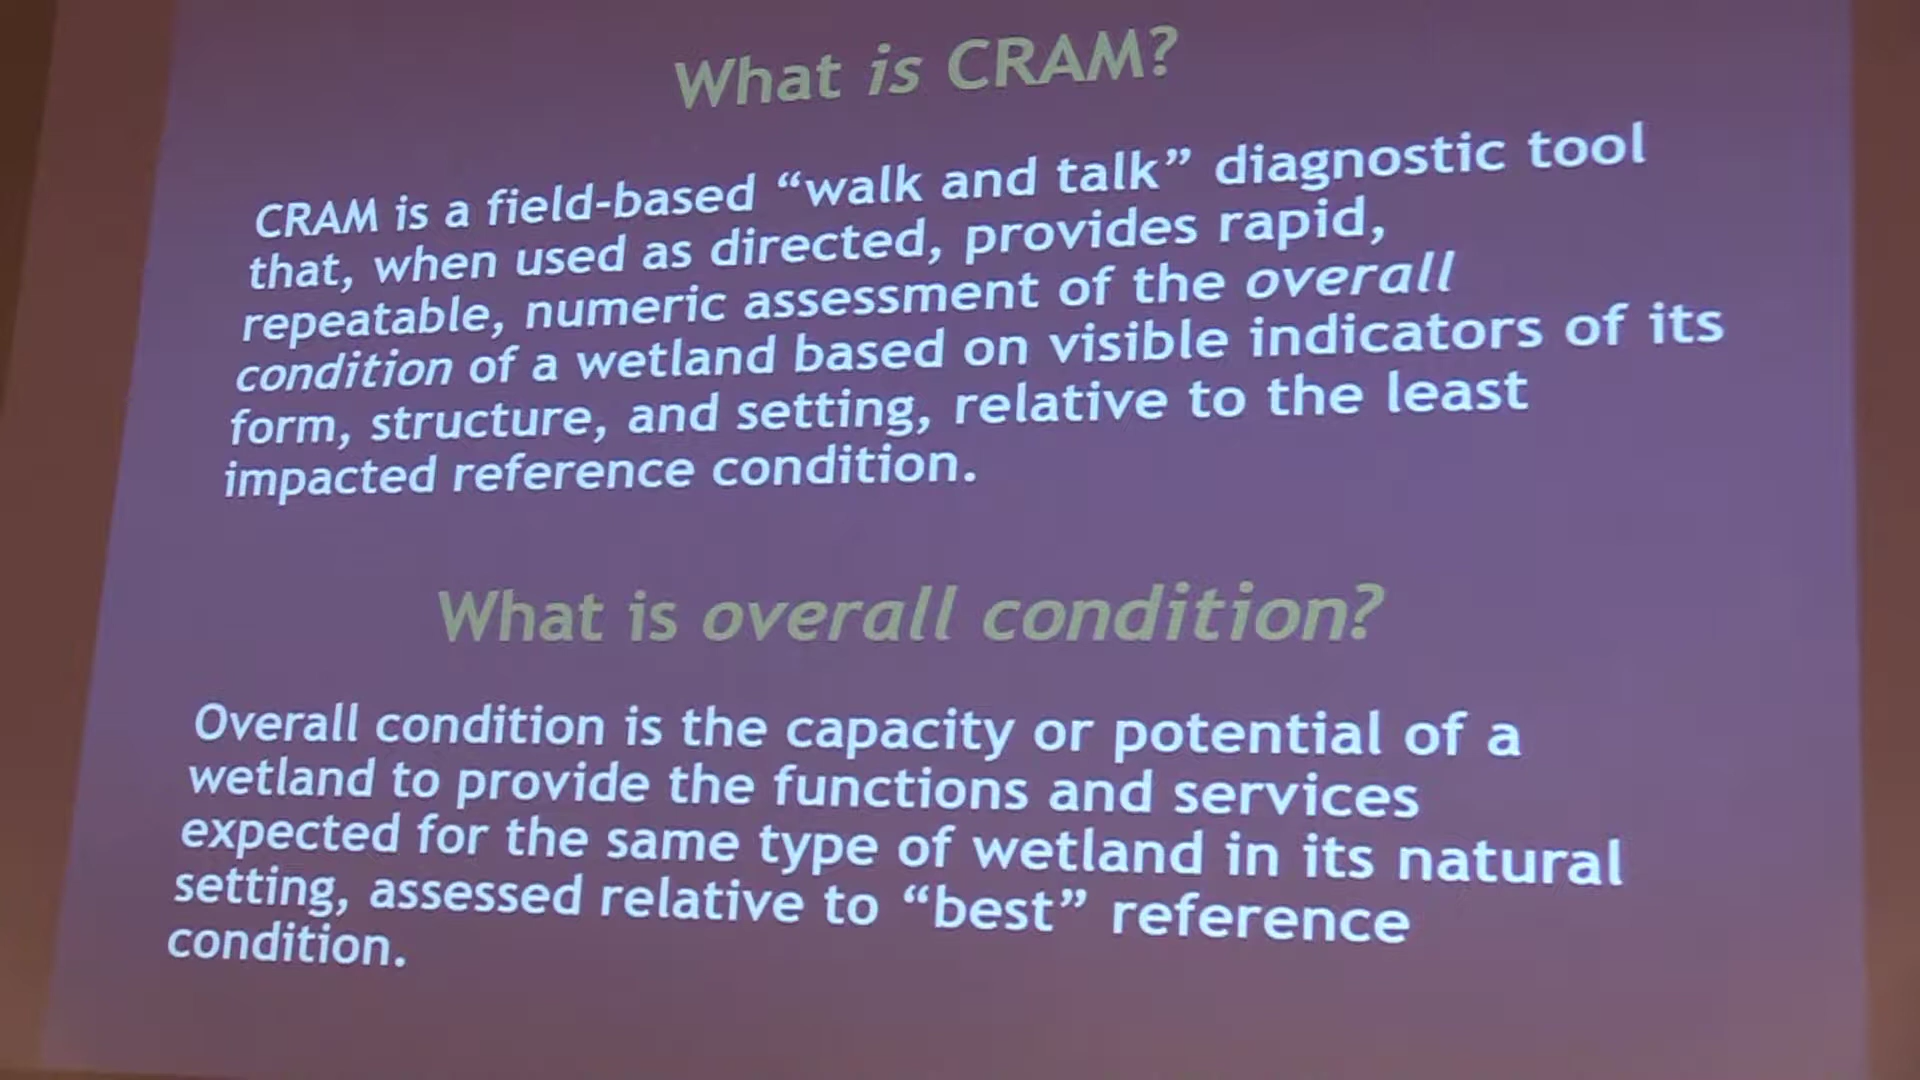 What is CRAM?
CRAM is a field-based “walk and talk” diagnostic tool
that, when used as directed, provides rapid,
repeatable, numeric assessment of the overall
condition of a wetland based on visible indicators of its
form, structure, and setting, relative to the least
impacted reference condition.
What is overall condition?
Overall condition is the capacity or potential of a
wetland to provide the functions and services
expected for the same type of wetland in its natural
setting, assessed relative to “best” reference
condition.